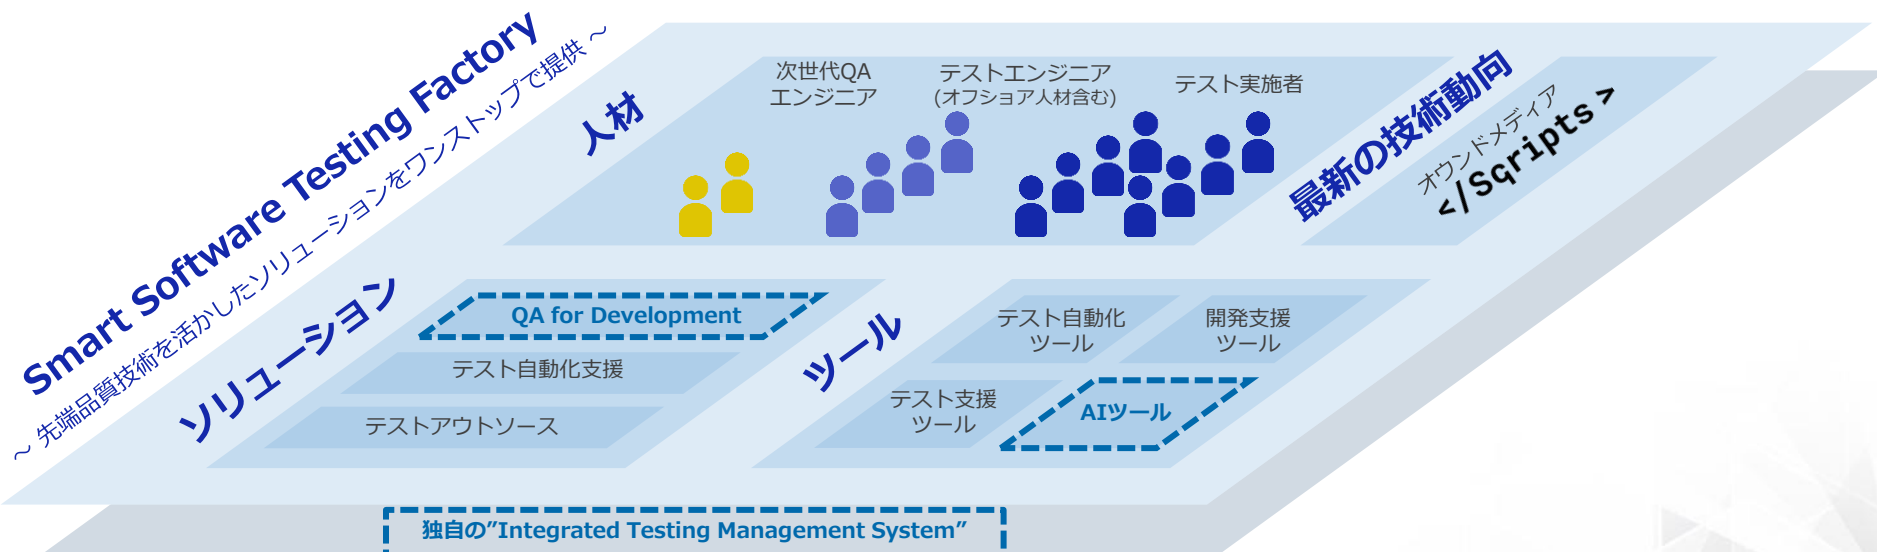 Smart Software Testing Factory
～ 先端品質技術を活かしたソリューションをワンストップで提供 ～
人材
次世代QA
エンジニア
テストエンジニア
(オフショア人材含む)
テスト実施者
最新の技術動向
オウンドメディア
</Sqripts>
ソリューション
QA for Development
テスト自動化支援
テストアウトソース
ツール
テスト自動化
ツール
開発支援
ツール
テスト支援
ツール
AIツール
独自の”Integrated Testing Management System”